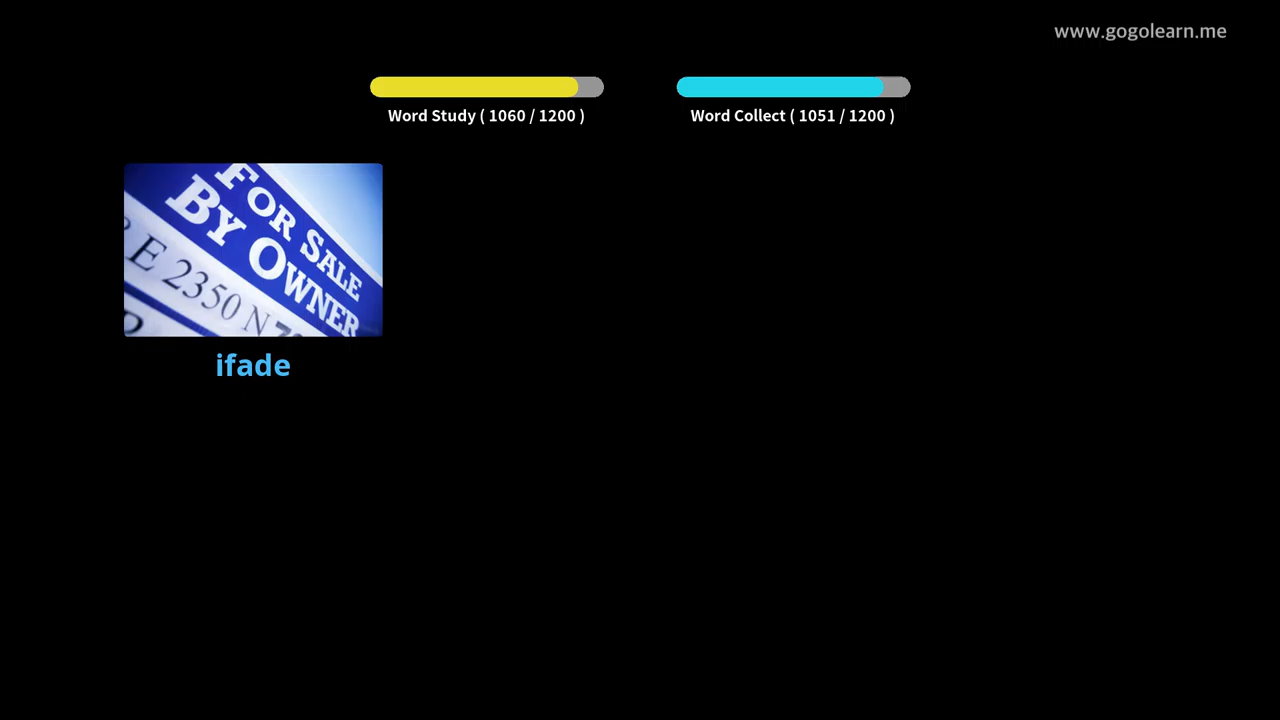 www.gogolearn.me
Word Study ( 1060 / 1200 )
Word Collect ( 1051 / 1200 )
FOR SALE
BY OWNER
E 2350 N
ifade